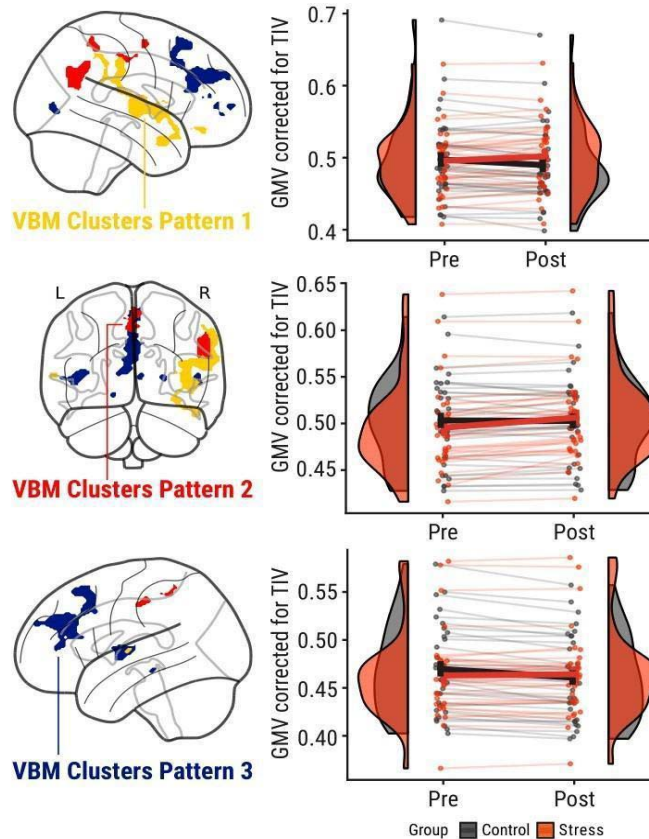 VBM Clusters Pattern 1
GMV corrected for TIV
0.7
0.6
0.5
0.4
Pre Post
L R
VBM Clusters Pattern 2
GMV corrected for TIV
0.65
0.60
0.55
0.50
0.45
Pre Post
VBM Clusters Pattern 3
GMV corrected for TIV
0.55
0.50
0.45
0.40
Pre Post
Group Control Stress